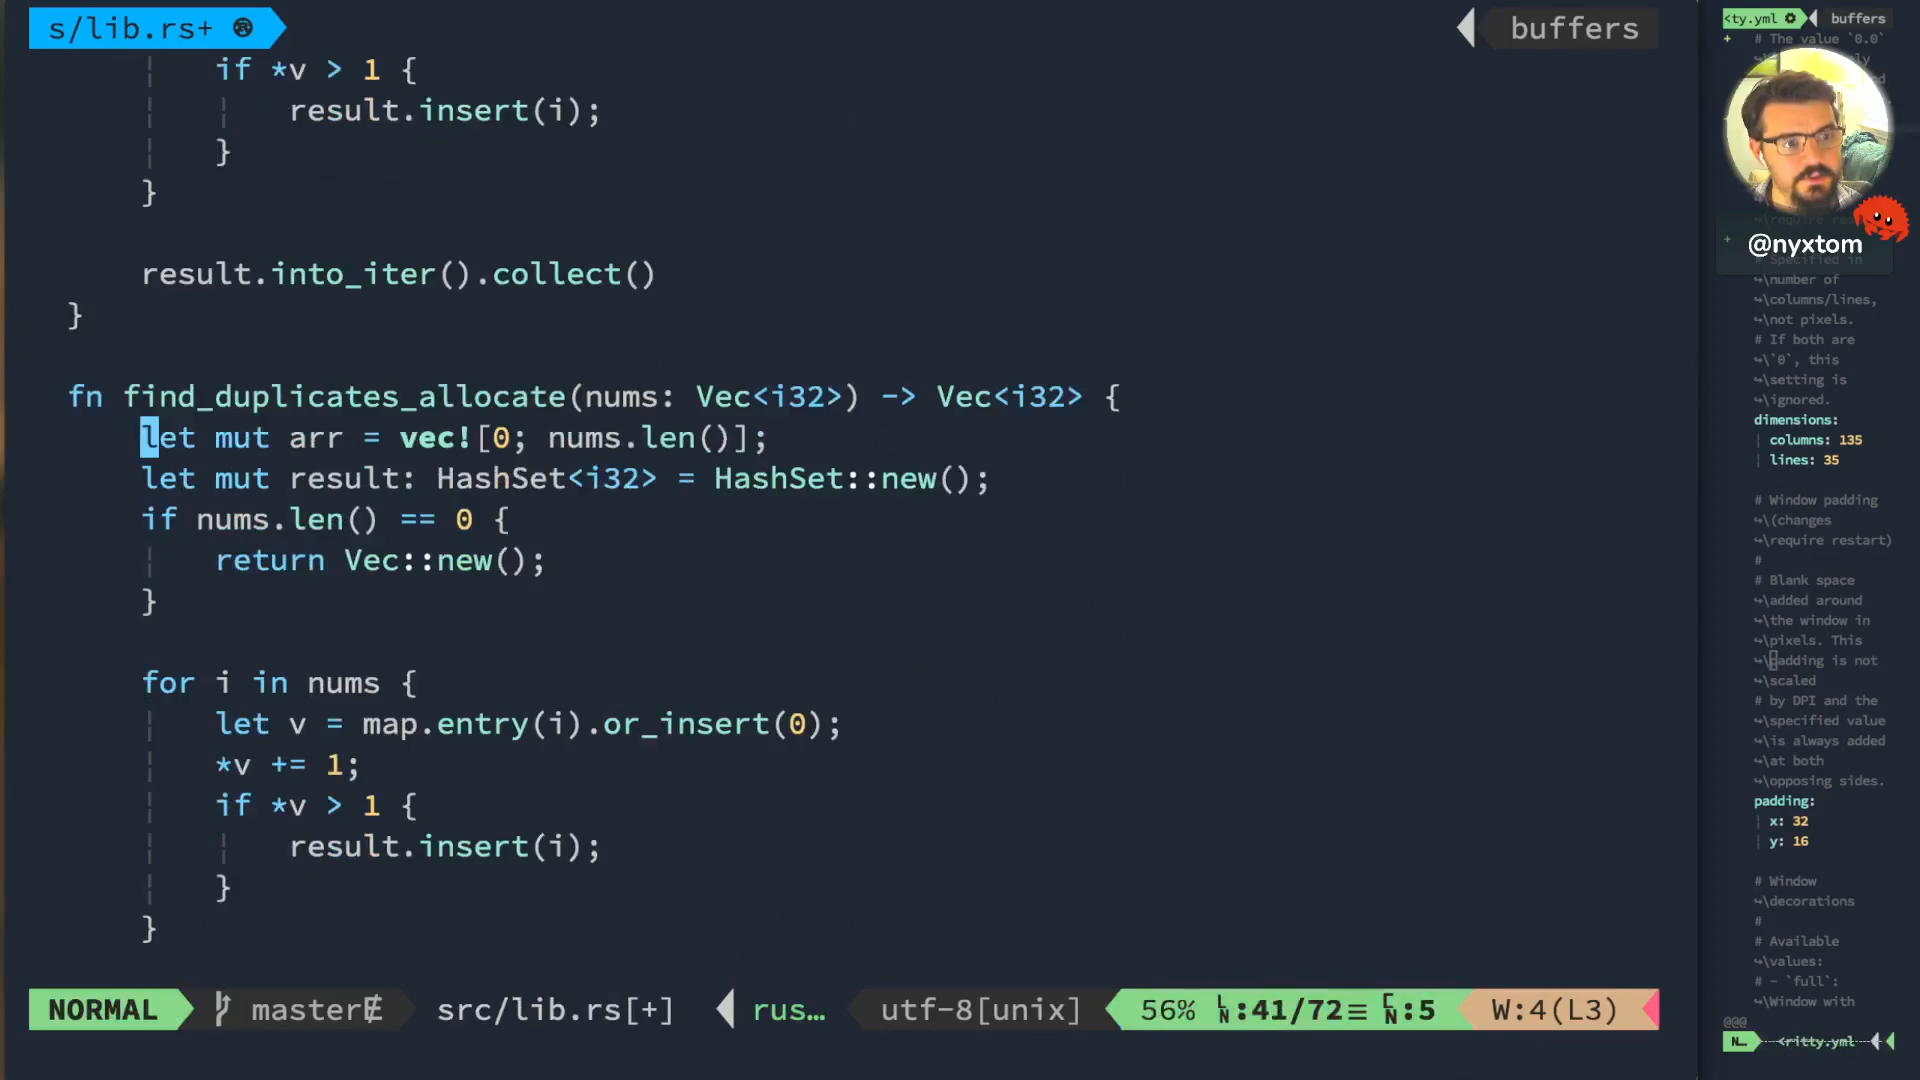 s/lib.rs+
buffers
if *v > 1 {
result.insert(i);
}
}
result.into_iter().collect()
}
fn find_duplicates_allocate(nums: Vec<i32>) -> Vec<i32> {
let mut arr = vec![0; nums.len()];
let mut result: HashSet<i32> = HashSet::new();
if nums.len() == 0 {
return Vec::new();
}
for i in nums {
let v = map.entry(i).or_insert(0);
*v += 1;
if *v > 1 {
result.insert(i);
}
}
NORMAL master src/lib.rs[+] rus… utf-8[unix] 56% L/N:41/72≡ C/N:5 W:4(L3)
<ty.yml buffers
+ # The value `0.0`
@nyxtom
# Specified in
↪\number of
↪\columns/lines,
↪\not pixels.
# If both are
↪\`0`, this
↪\setting is
↪\ignored.
dimensions:
columns: 135
lines: 35
# Window padding
↪\(changes
↪\require restart)
#
# Blank space
↪\added around
↪\the window in
↪\pixels. This
↪\padding is not
↪\scaled
# by DPI and the
↪\specified value
↪\is always added
↪\at both
↪\opposing sides.
padding:
x: 32
y: 16
# Window
↪\decorations
#
# Available
↪\values:
# - `full`:
↪\Window with
@@@
N… <ritty.yml